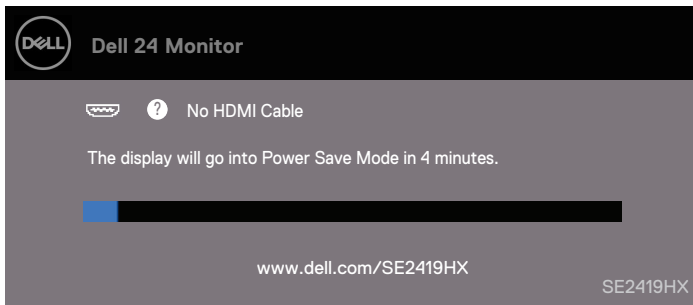 DELL
Dell 24 Monitor
? No HDMI Cable
The display will go into Power Save Mode in 4 minutes.
www.dell.com/SE2419HX
SE2419HX